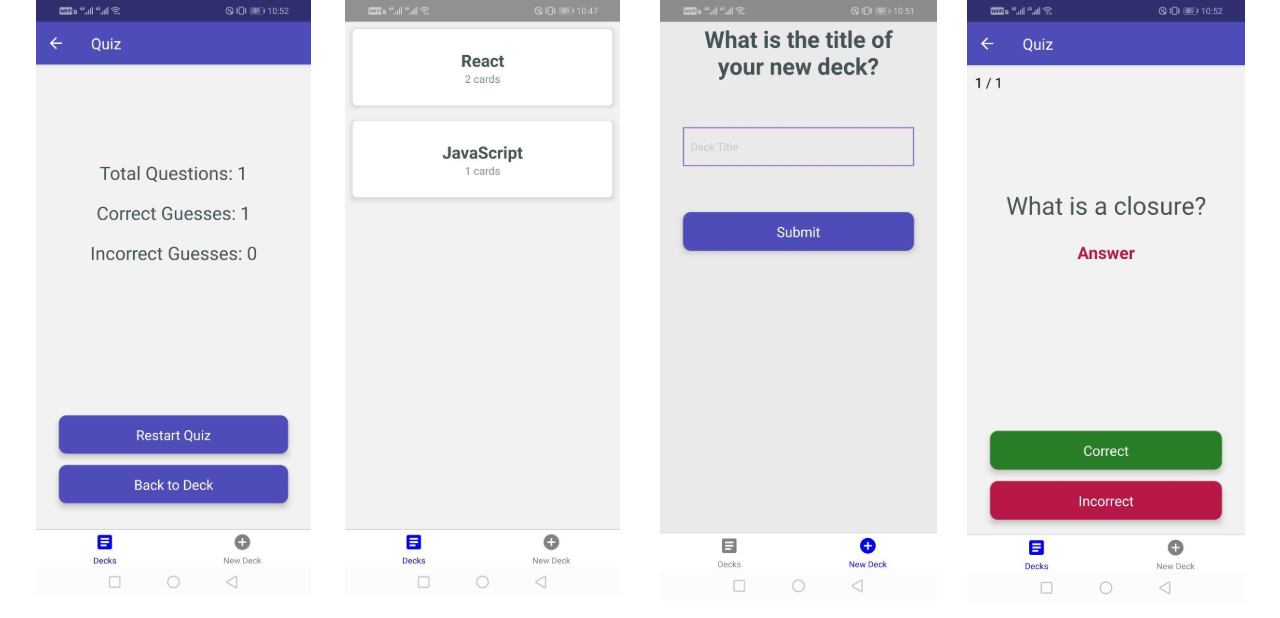 10:52
Quiz
Total Questions: 1
Correct Guesses: 1
Incorrect Guesses: 0
Restart Quiz
Back to Deck
Decks
New Deck
10:47
React
2 cards
JavaScript
1 cards
Decks
New Deck
10:51
What is the title of
your new deck?
Deck Title
Submit
Decks
New Deck
10:52
Quiz
1 / 1
What is a closure?
Answer
Correct
Incorrect
Decks
New Deck